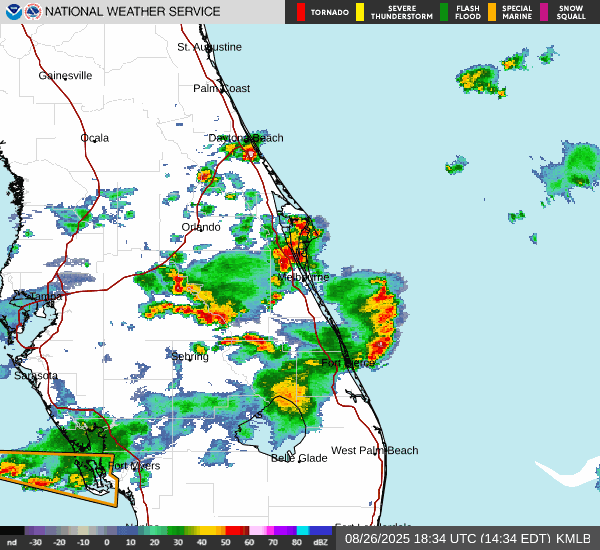 NATIONAL WEATHER SERVICE
TORNADO
SEVERE THUNDERSTORM
FLASH FLOOD
SPECIAL MARINE
SNOW SQUALL
St. Augustine
Gainesville
Palm Coast
Ocala
Daytona Beach
Orlando
Melbourne
Tampa
Sebring
Fort Pierce
Sarasota
West Palm Beach
Belle Glade
Fort Myers
nd -30 -20 -10 0 10 20 30 40 50 60 70 80 dBZ
08/26/2025 18:34 UTC (14:34 EDT) KMLB